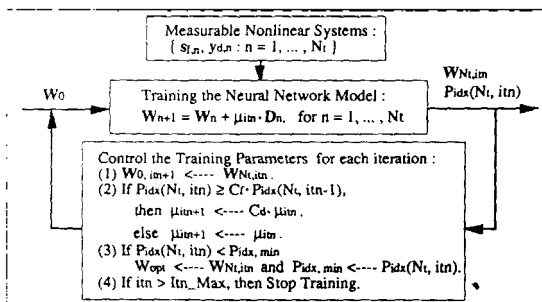 Measurable Nonlinear Systems :
{ sf,n, yd,n : n = 1, ... , Nt }
W0
Training the Neural Network Model :
Wn+1 = Wn + μitn · Dn, for n = 1, ... , Nt
WNt,itn
Pidx(Nt, itn)
Control the Training Parameters for each iteration :
(1) W0, itn+1 <---- WNt,itn.
(2) If Pidx(Nt, itn) ≥ Cf · Pidx(Nt, itn-1),
then μitn+1 <---- Cd · μitn.
else μitn+1 <---- μitn.
(3) If Pidx(Nt, itn) < Pidx, min
Wopt <---- WNt,itn and Pidx, min <---- Pidx(Nt, itn).
(4) If itn > Itn_Max, then Stop Training.